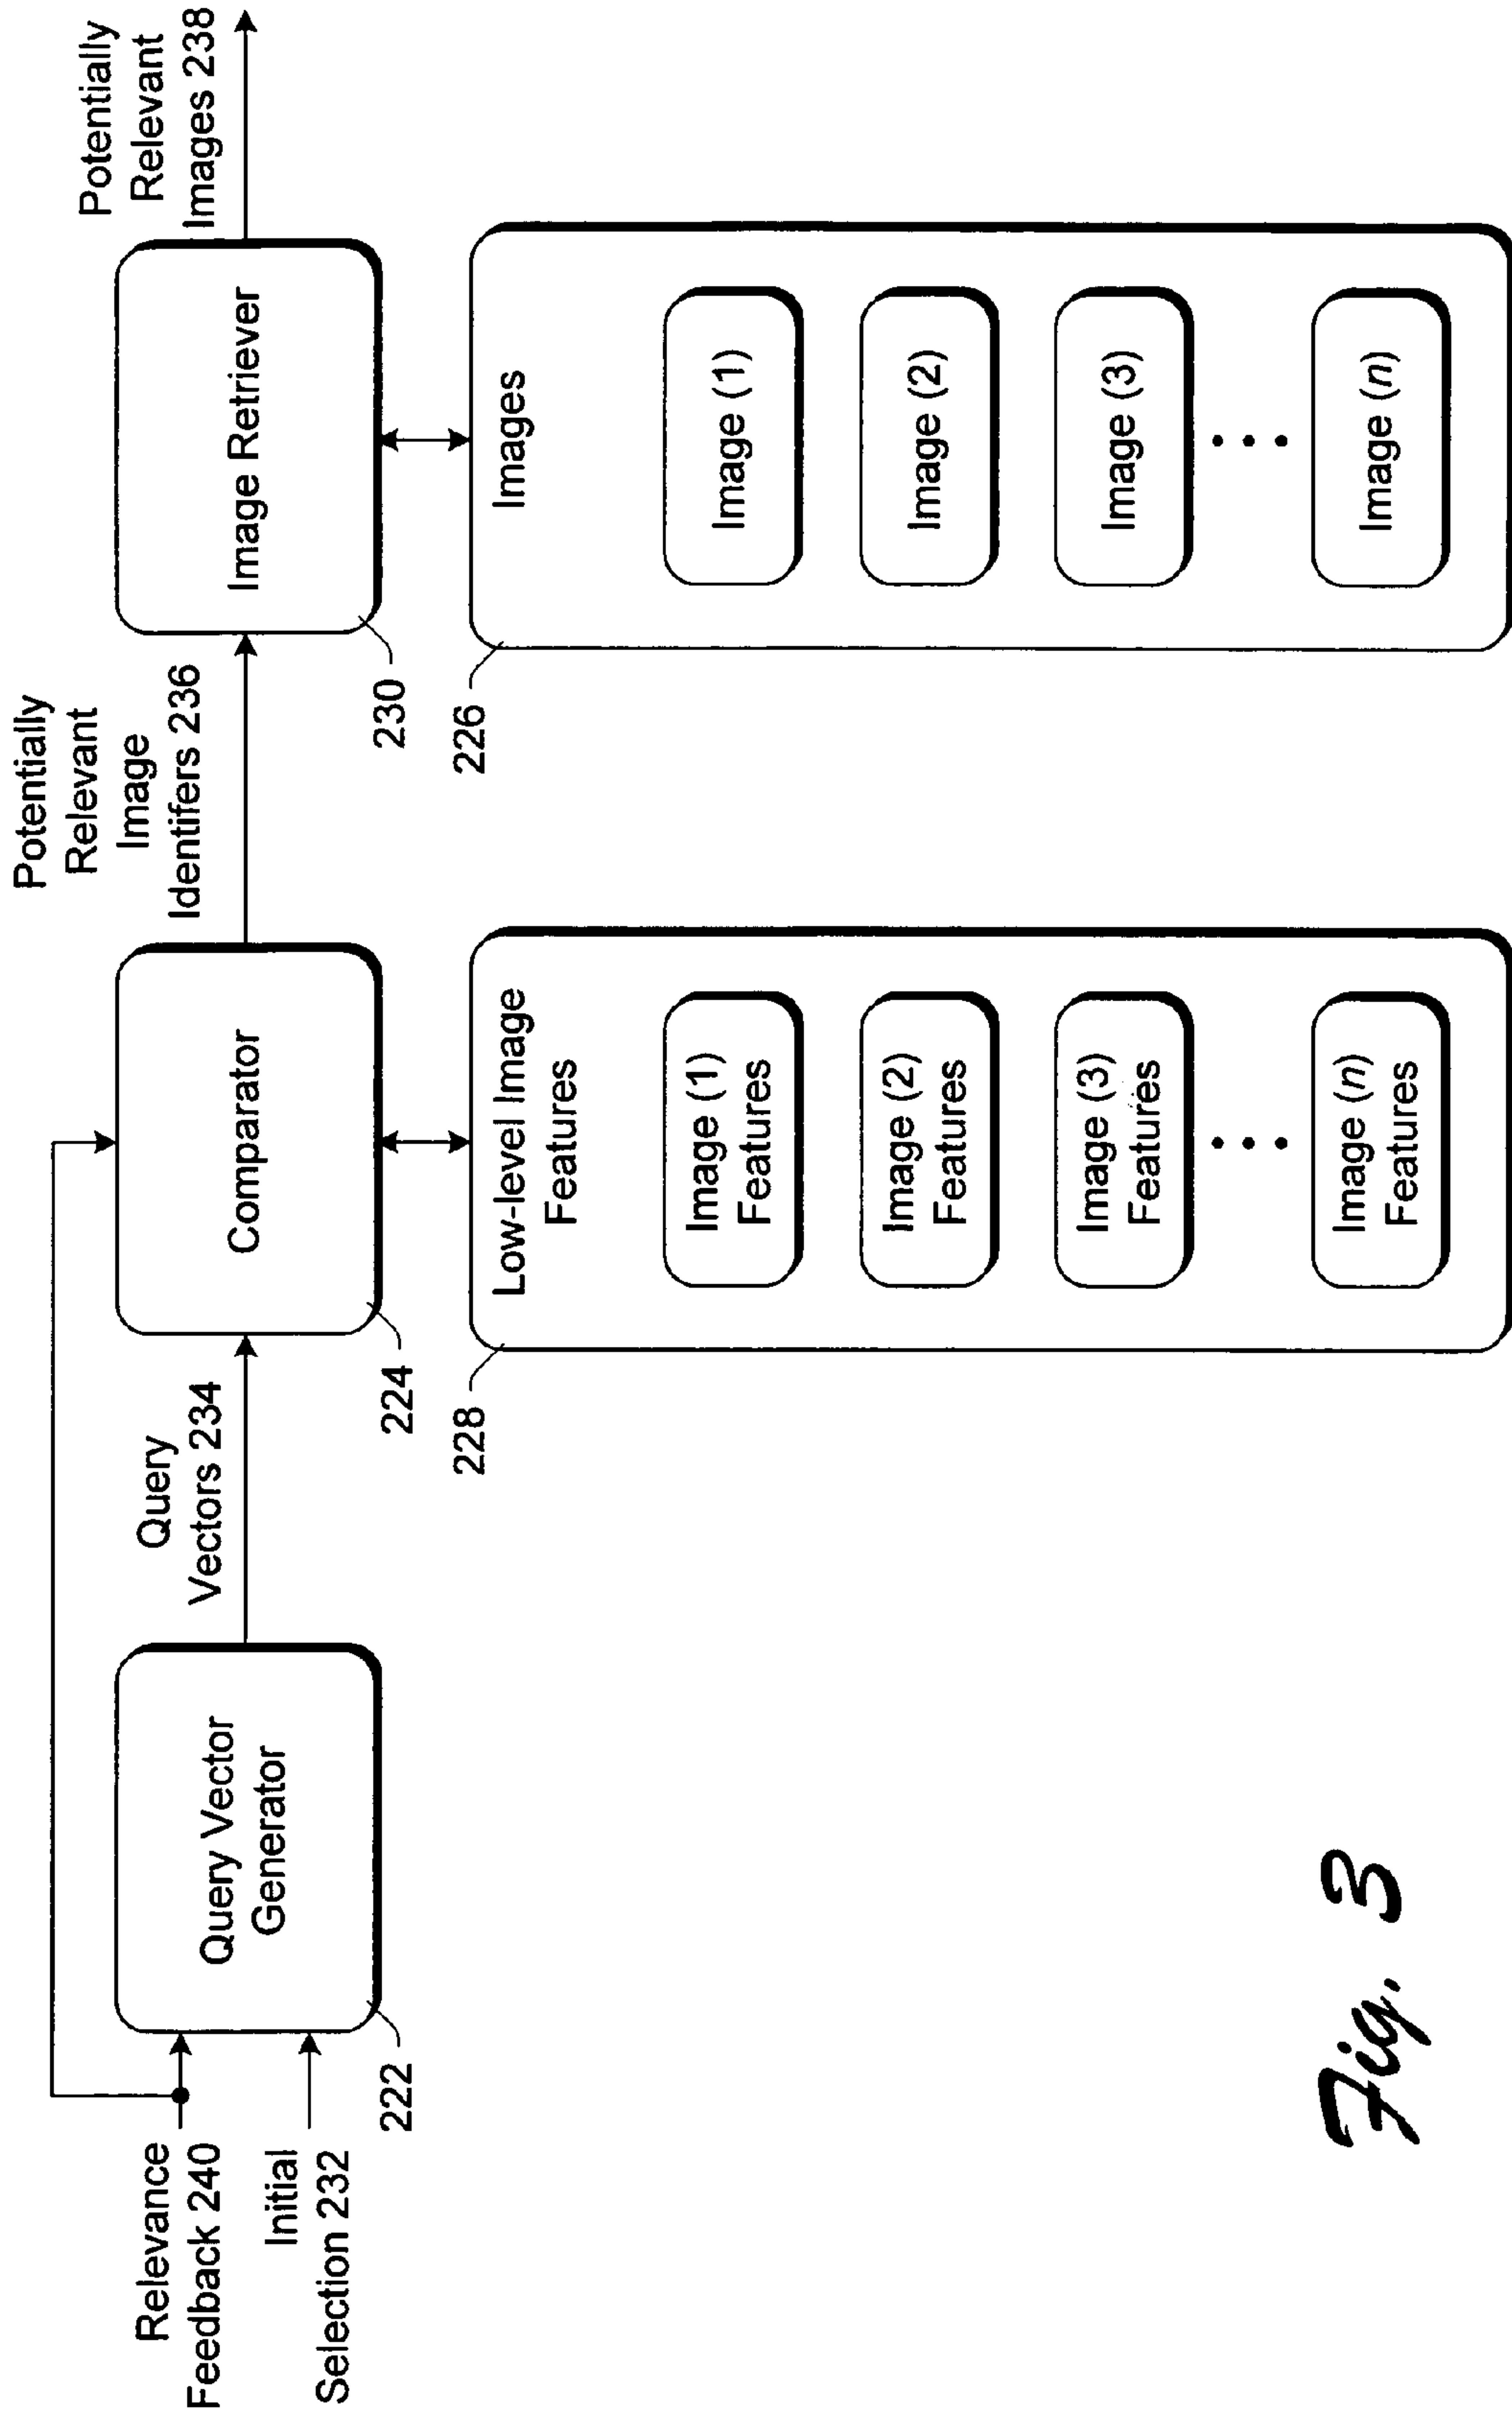 Relevance
Feedback 240
Initial
Selection 232
Query Vector
Generator
222
Query
Vectors 234
Comparator
224
Potentially
Relevant
Image
Identifers 236
Image Retriever
230
Potentially
Relevant
Images 238
228
Low-level Image
Features
Image (1)
Features
Image (2)
Features
Image (3)
Features
Image (n)
Features
226
Images
Image (1)
Image (2)
Image (3)
Image (n)
Fig. 3